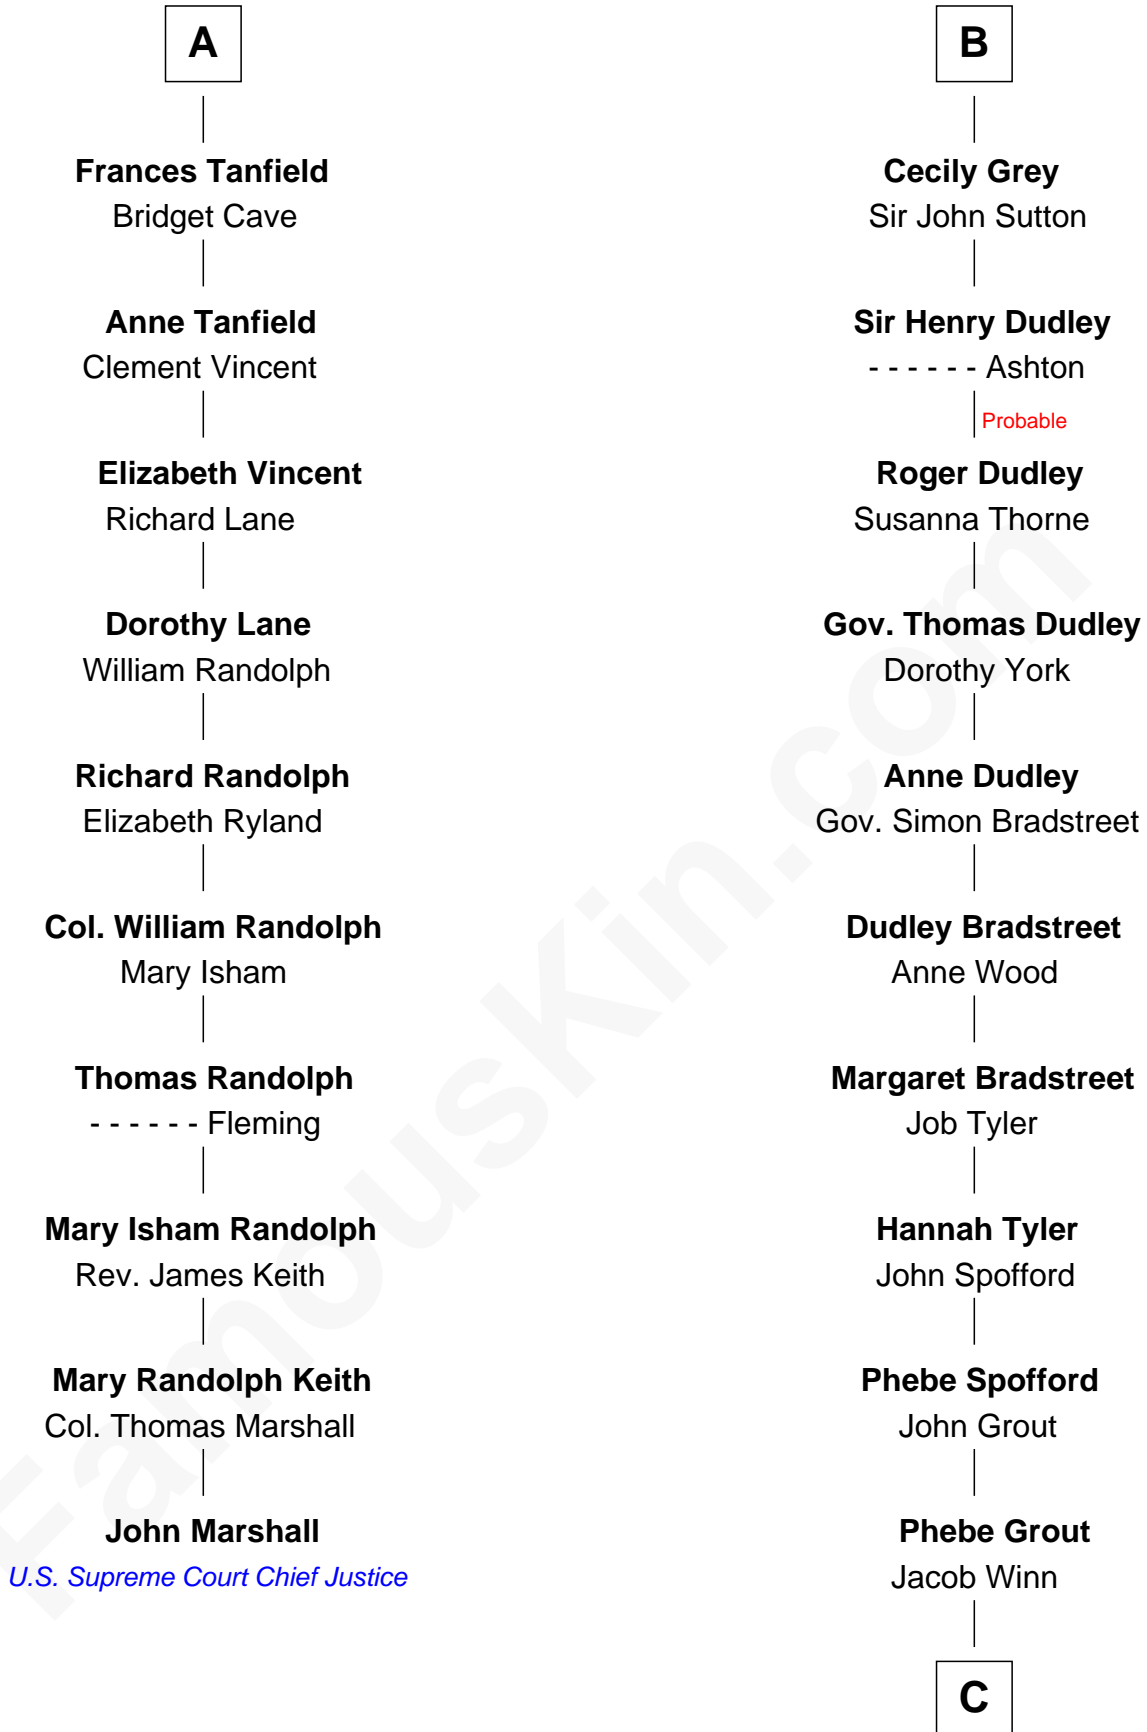 A
Frances Tanfield
Bridget Cave
Anne Tanfield
Clement Vincent
Elizabeth Vincent
Richard Lane
Dorothy Lane
William Randolph
Richard Randolph
Elizabeth Ryland
Col. William Randolph
Mary Isham
Thomas Randolph
- - - - - - Fleming
Mary Isham Randolph
Rev. James Keith
Mary Randolph Keith
Col. Thomas Marshall
John Marshall
U.S. Supreme Court Chief Justice
B
Cecily Grey
Sir John Sutton
Sir Henry Dudley
- - - - - - Ashton
Probable
Roger Dudley
Susanna Thorne
Gov. Thomas Dudley
Dorothy York
Anne Dudley
Gov. Simon Bradstreet
Dudley Bradstreet
Anne Wood
Margaret Bradstreet
Job Tyler
Hannah Tyler
John Spofford
Phebe Spofford
John Grout
Phebe Grout
Jacob Winn
C
FamousKin.com